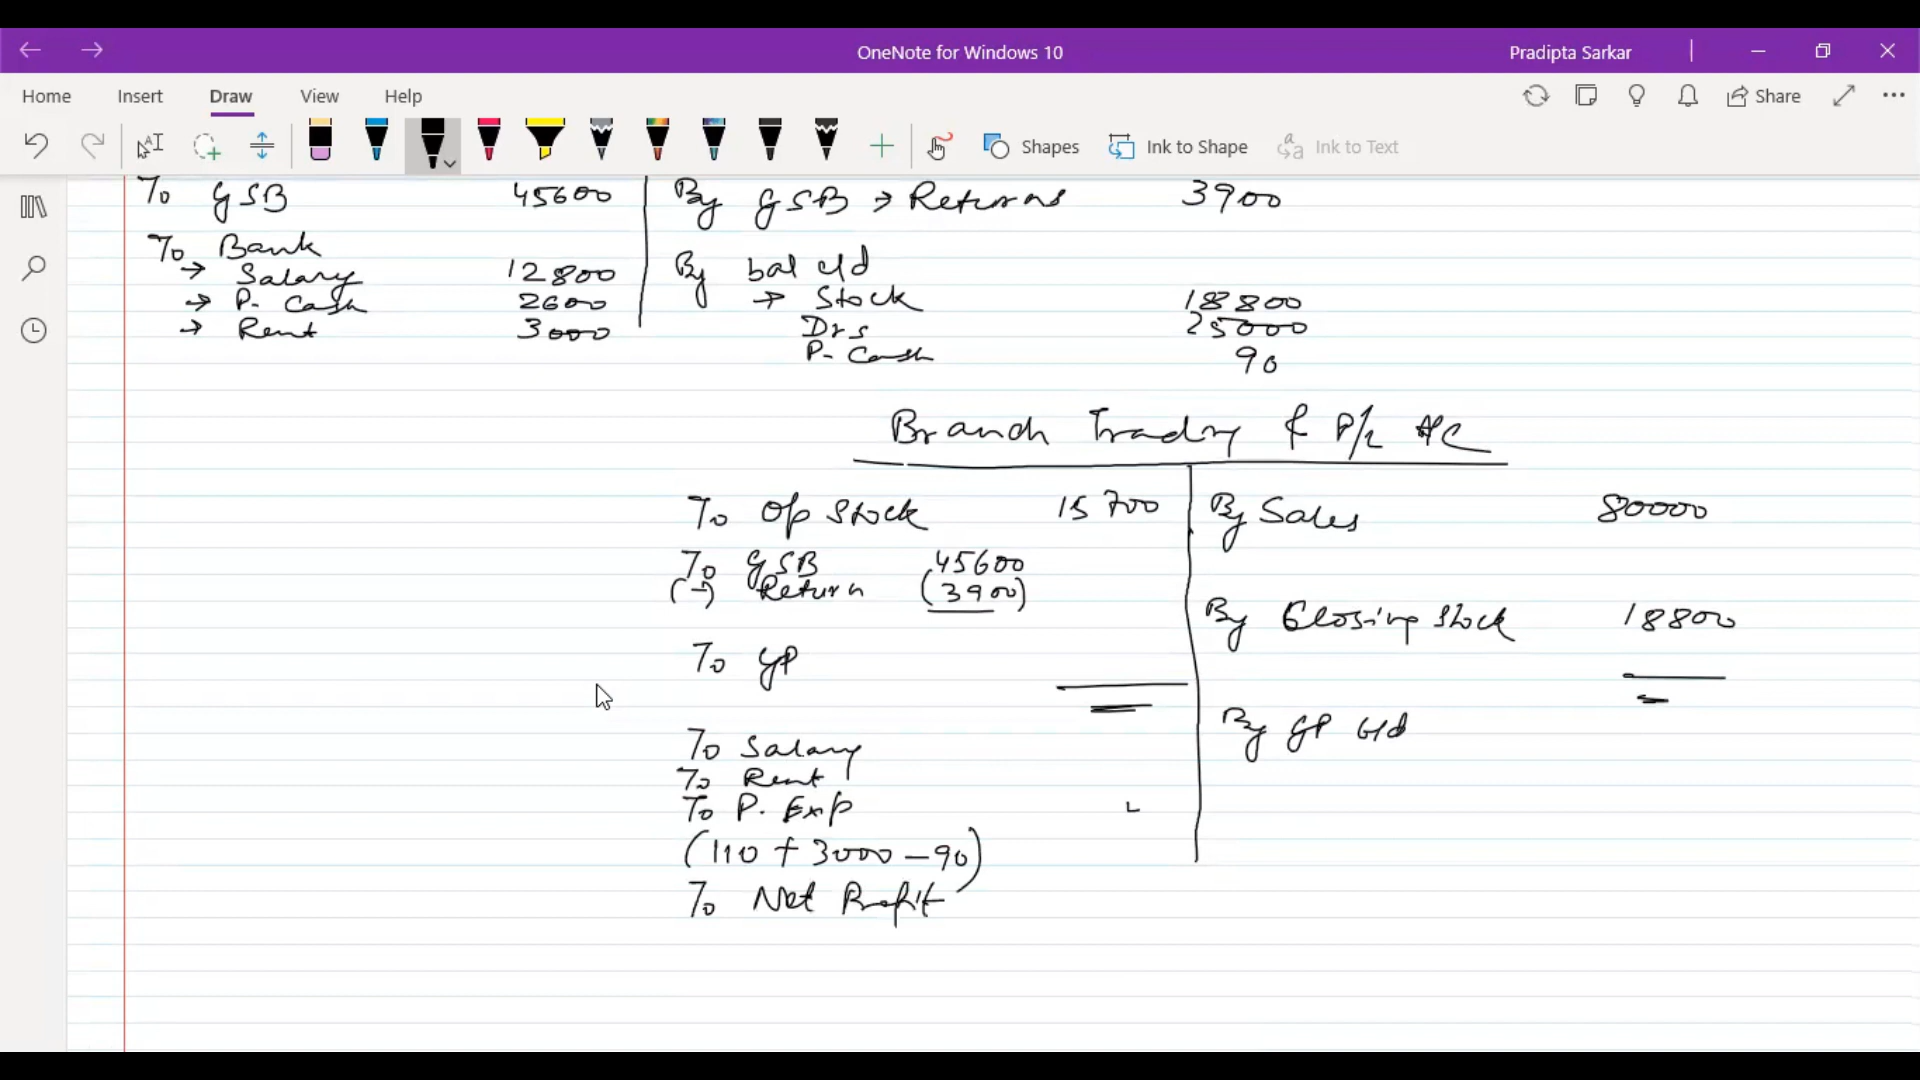 OneNote for Windows 10
Pradipta Sarkar
Home Insert Draw View Help
Share
Shapes Ink to Shape Ink to Text
To GSB 45600 By GSB → Returns 3900
To Bank
→ Salary 12800 By bal c/d
→ P. Cash 2600 → Stock 18800
→ Rent 3000 Drs 25000
P. Cash 90
Branch Trading & P/L A/C
To Op Stock 15700 By Sales 80000
To GSB 45600
(-) Return (3900)
By Closing Stock 18800
To GP
By GP b/d
To Salary
To Rent
To P. Exp
(110 + 3000 - 90)
To Net Profit